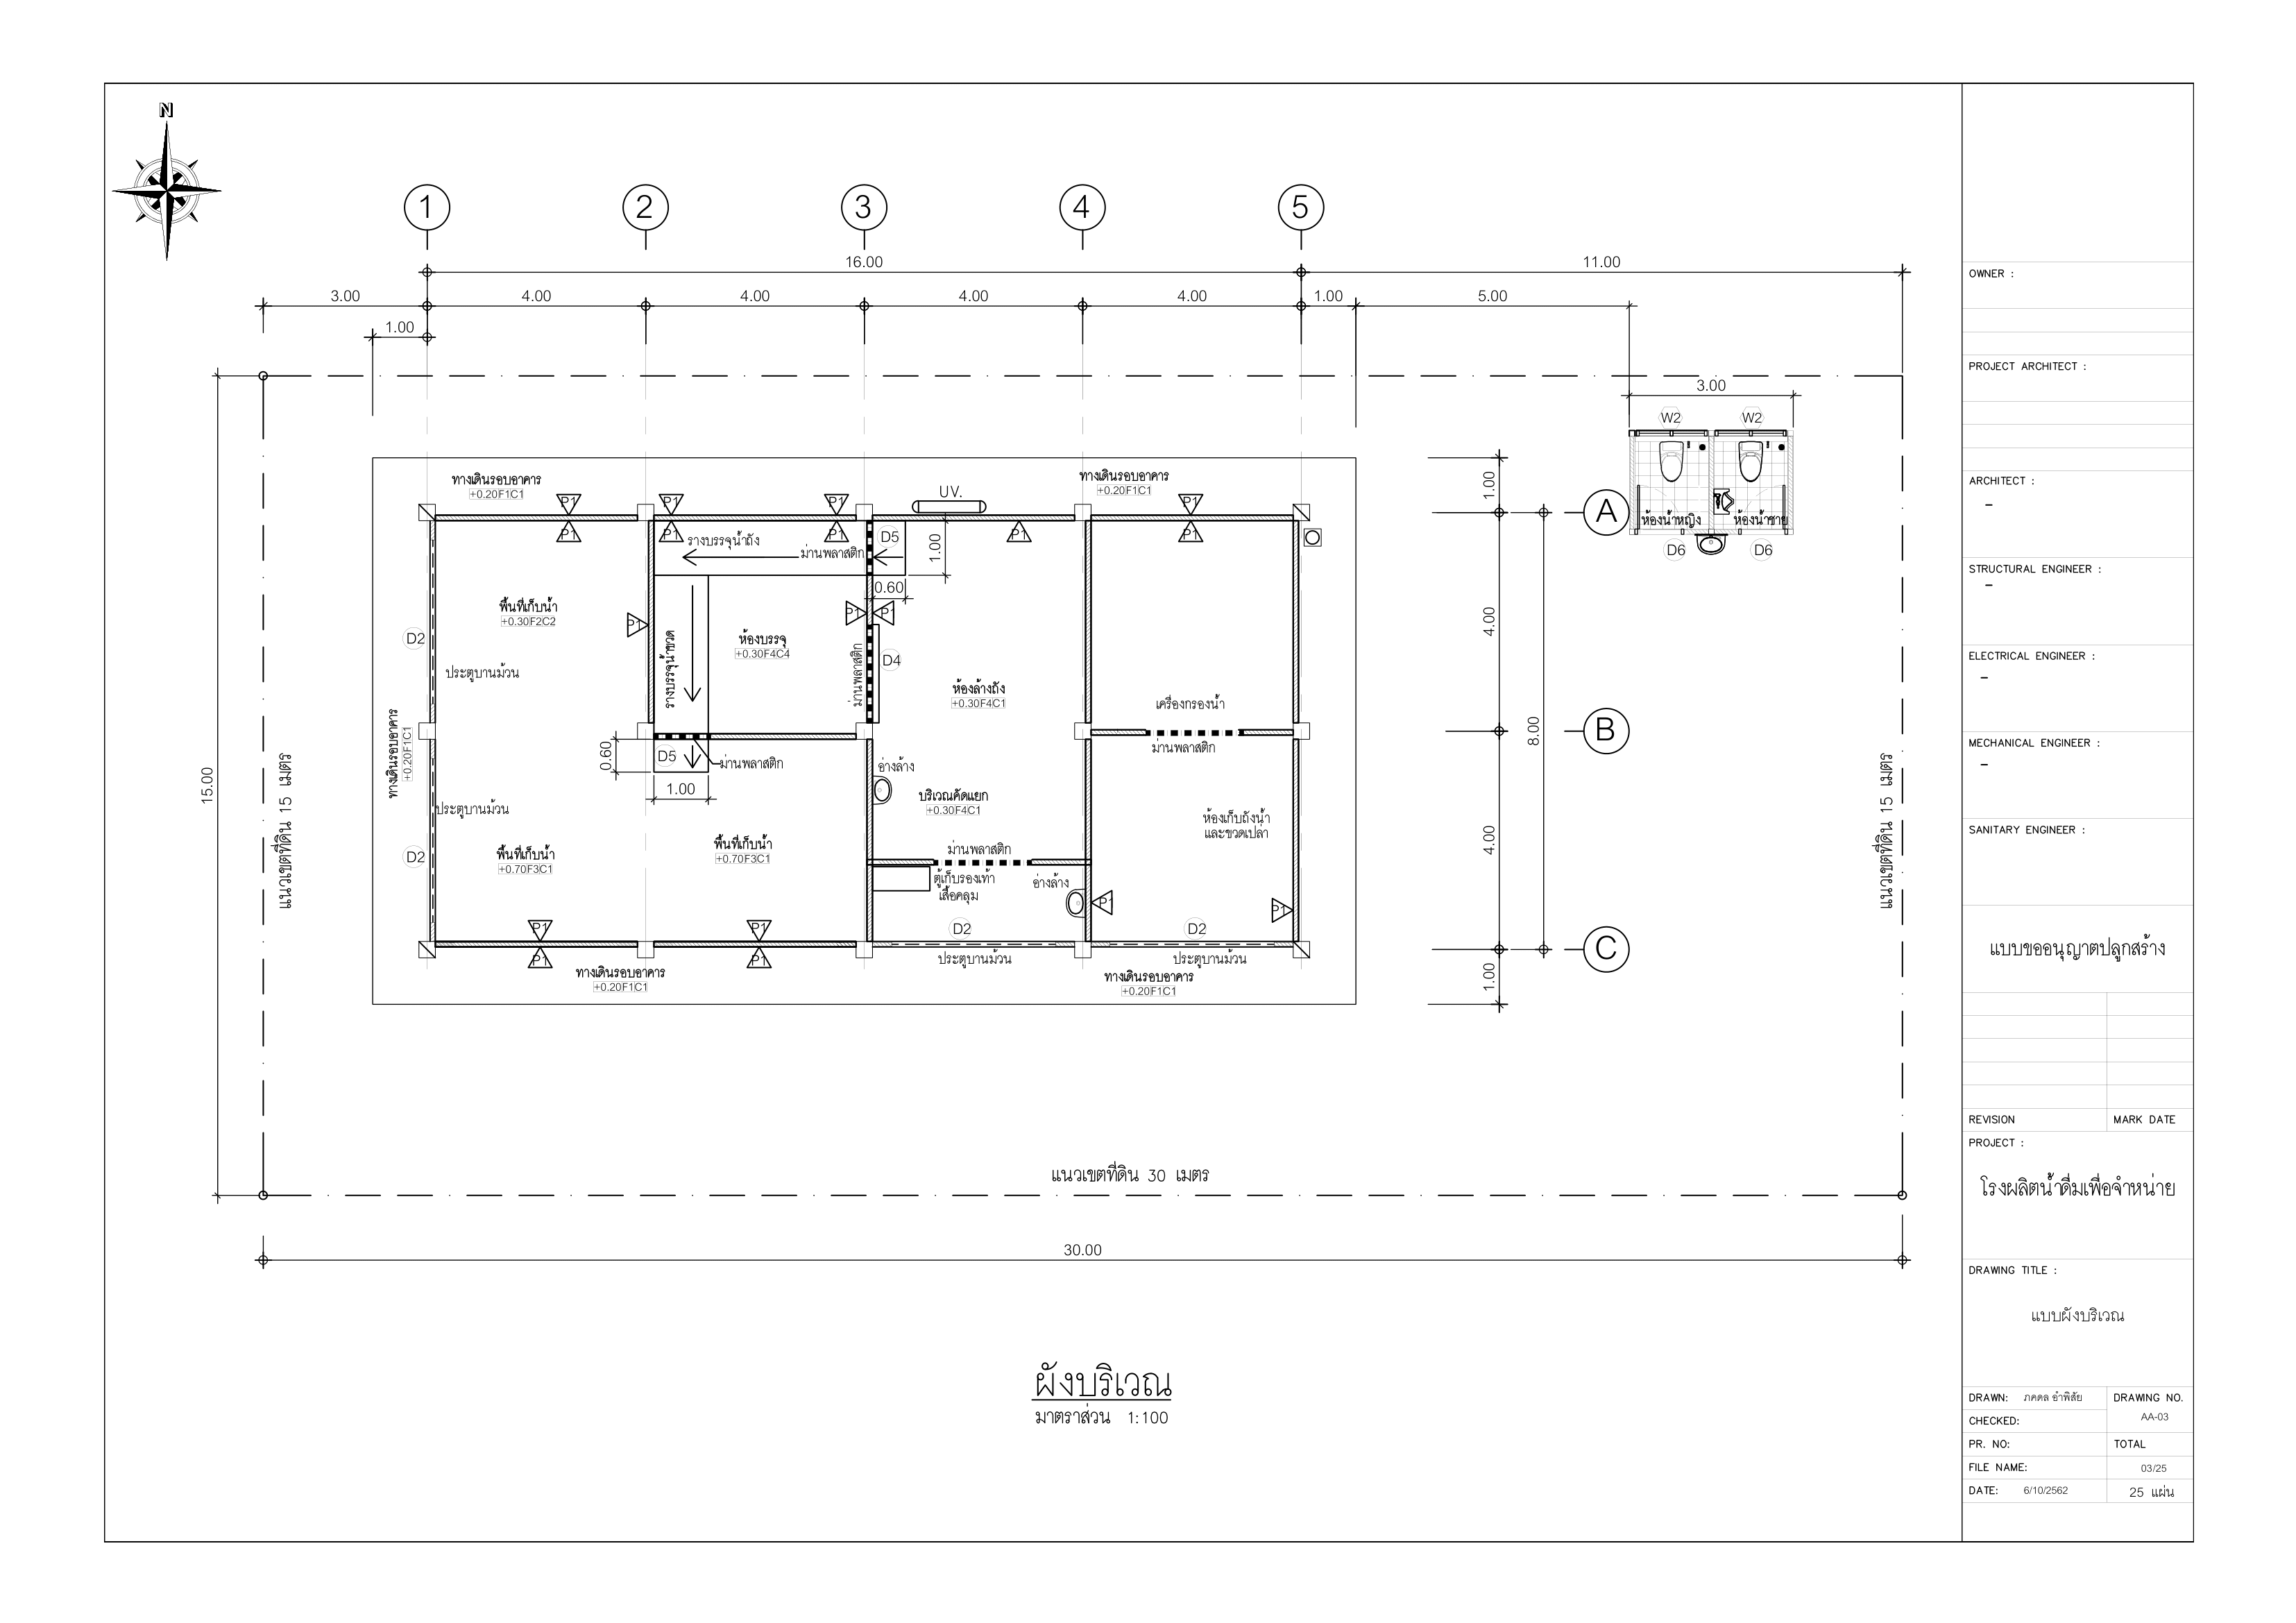 N
1
2
3
4
5
16.00
11.00
3.00
4.00
4.00
4.00
4.00
1.00
5.00
1.00
3.00
W2
W2
ห้องน้ำหญิง
ห้องน้ำชาย
D6
D6
ทางเดินรอบอาคาร
+0.20F1C1
P1
P1
P1
UV.
ทางเดินรอบอาคาร
+0.20F1C1
P1
1.00
A
P1
P1
รางบรรจุน้ำถัง
P1
ม่านพลาสติก
D5
1.00
P1
P1
0.60
พื้นที่เก็บน้ำ
+0.30F2C2
P1
P1
P1
D2
รางบรรจุน้ำขวด
ห้องบรรจุ
+0.30F4C4
ม่านพลาสติก
D4
4.00
ประตูบานม้วน
ห้องล้างถัง
+0.30F4C1
เครื่องกรองน้ำ
ทางเดินรอบอาคาร
+0.20F1C1
8.00
B
ม่านพลาสติก
0.60
D5
ม่านพลาสติก
อ่างล้าง
1.00
บริเวณคัดแยก
+0.30F4C1
15.00
แนวเขตที่ดิน 15 เมตร
ประตูบานม้วน
ห้องเก็บถังน้ำ
และขวดเปล่า
แนวเขตที่ดิน 15 เมตร
4.00
D2
พื้นที่เก็บน้ำ
+0.70F3C1
พื้นที่เก็บน้ำ
+0.70F3C1
ม่านพลาสติก
ตู้เก็บรองเท้า
เสื้อคลุม
อ่างล้าง
P1
P1
P1
P1
D2
D2
C
P1
P1
ประตูบานม้วน
ประตูบานม้วน
ทางเดินรอบอาคาร
+0.20F1C1
ทางเดินรอบอาคาร
+0.20F1C1
1.00
แนวเขตที่ดิน 30 เมตร
30.00
ผังบริเวณ
มาตราส่วน 1:100
OWNER :
PROJECT ARCHITECT :
ARCHITECT :
-
STRUCTURAL ENGINEER :
-
ELECTRICAL ENGINEER :
-
MECHANICAL ENGINEER :
-
SANITARY ENGINEER :
แบบขออนุญาตปลูกสร้าง
REVISION MARK DATE
PROJECT :
โรงผลิตน้ำดื่มเพื่อจำหน่าย
DRAWING TITLE :
แบบผังบริเวณ
DRAWN: ภคดล อำพิสัย DRAWING NO.
CHECKED: AA-03
PR. NO: TOTAL
FILE NAME: 03/25
DATE: 6/10/2562 25 แผ่น